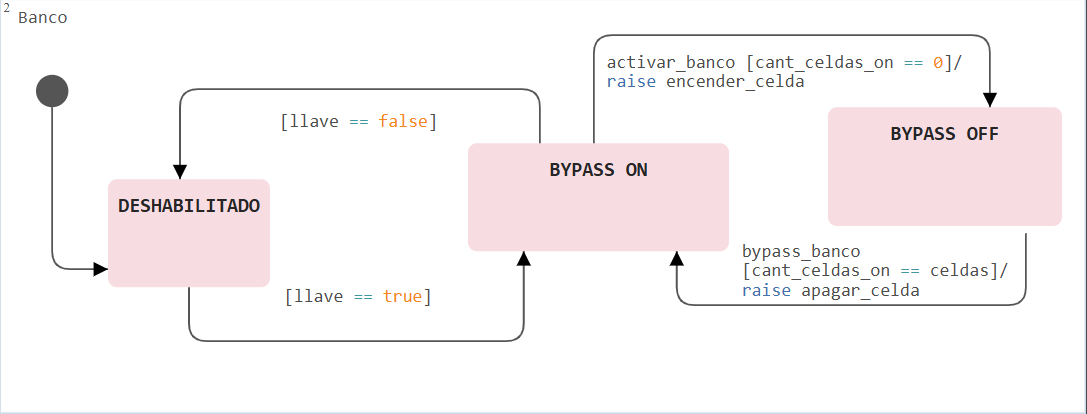 2
Banco
activar_banco [cant_celdas_on == 0]/
raise encender_celda
[llave == false]
BYPASS OFF
BYPASS ON
DESHABILITADO
bypass_banco
[cant_celdas_on == celdas]/
raise apagar_celda
[llave == true]